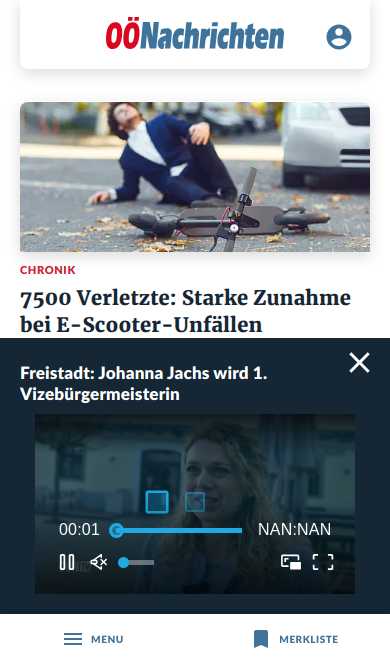 OÖNachrichten
CHRONIK
7500 Verletzte: Starke Zunahme
bei E-Scooter-Unfällen
Freistadt: Johanna Jachs wird 1.
Vizebürgermeisterin
00:01 NAN:NAN
MENU MERKLISTE